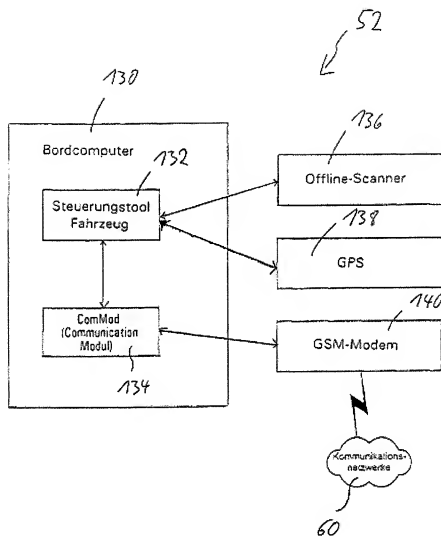 52
130
Bordcomputer
132
Steuerungstool
Fahrzeug
136
Offline-Scanner
138
GPS
ComMod
(Communication
Modul)
134
140
GSM-Modem
Kommunikations-
netzwerke
60